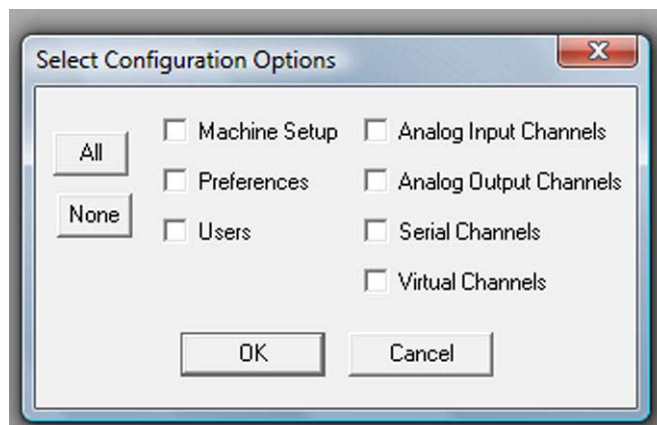 Select Configuration Options
All
None
Machine Setup
Preferences
Users
Analog Input Channels
Analog Output Channels
Serial Channels
Virtual Channels
OK
Cancel